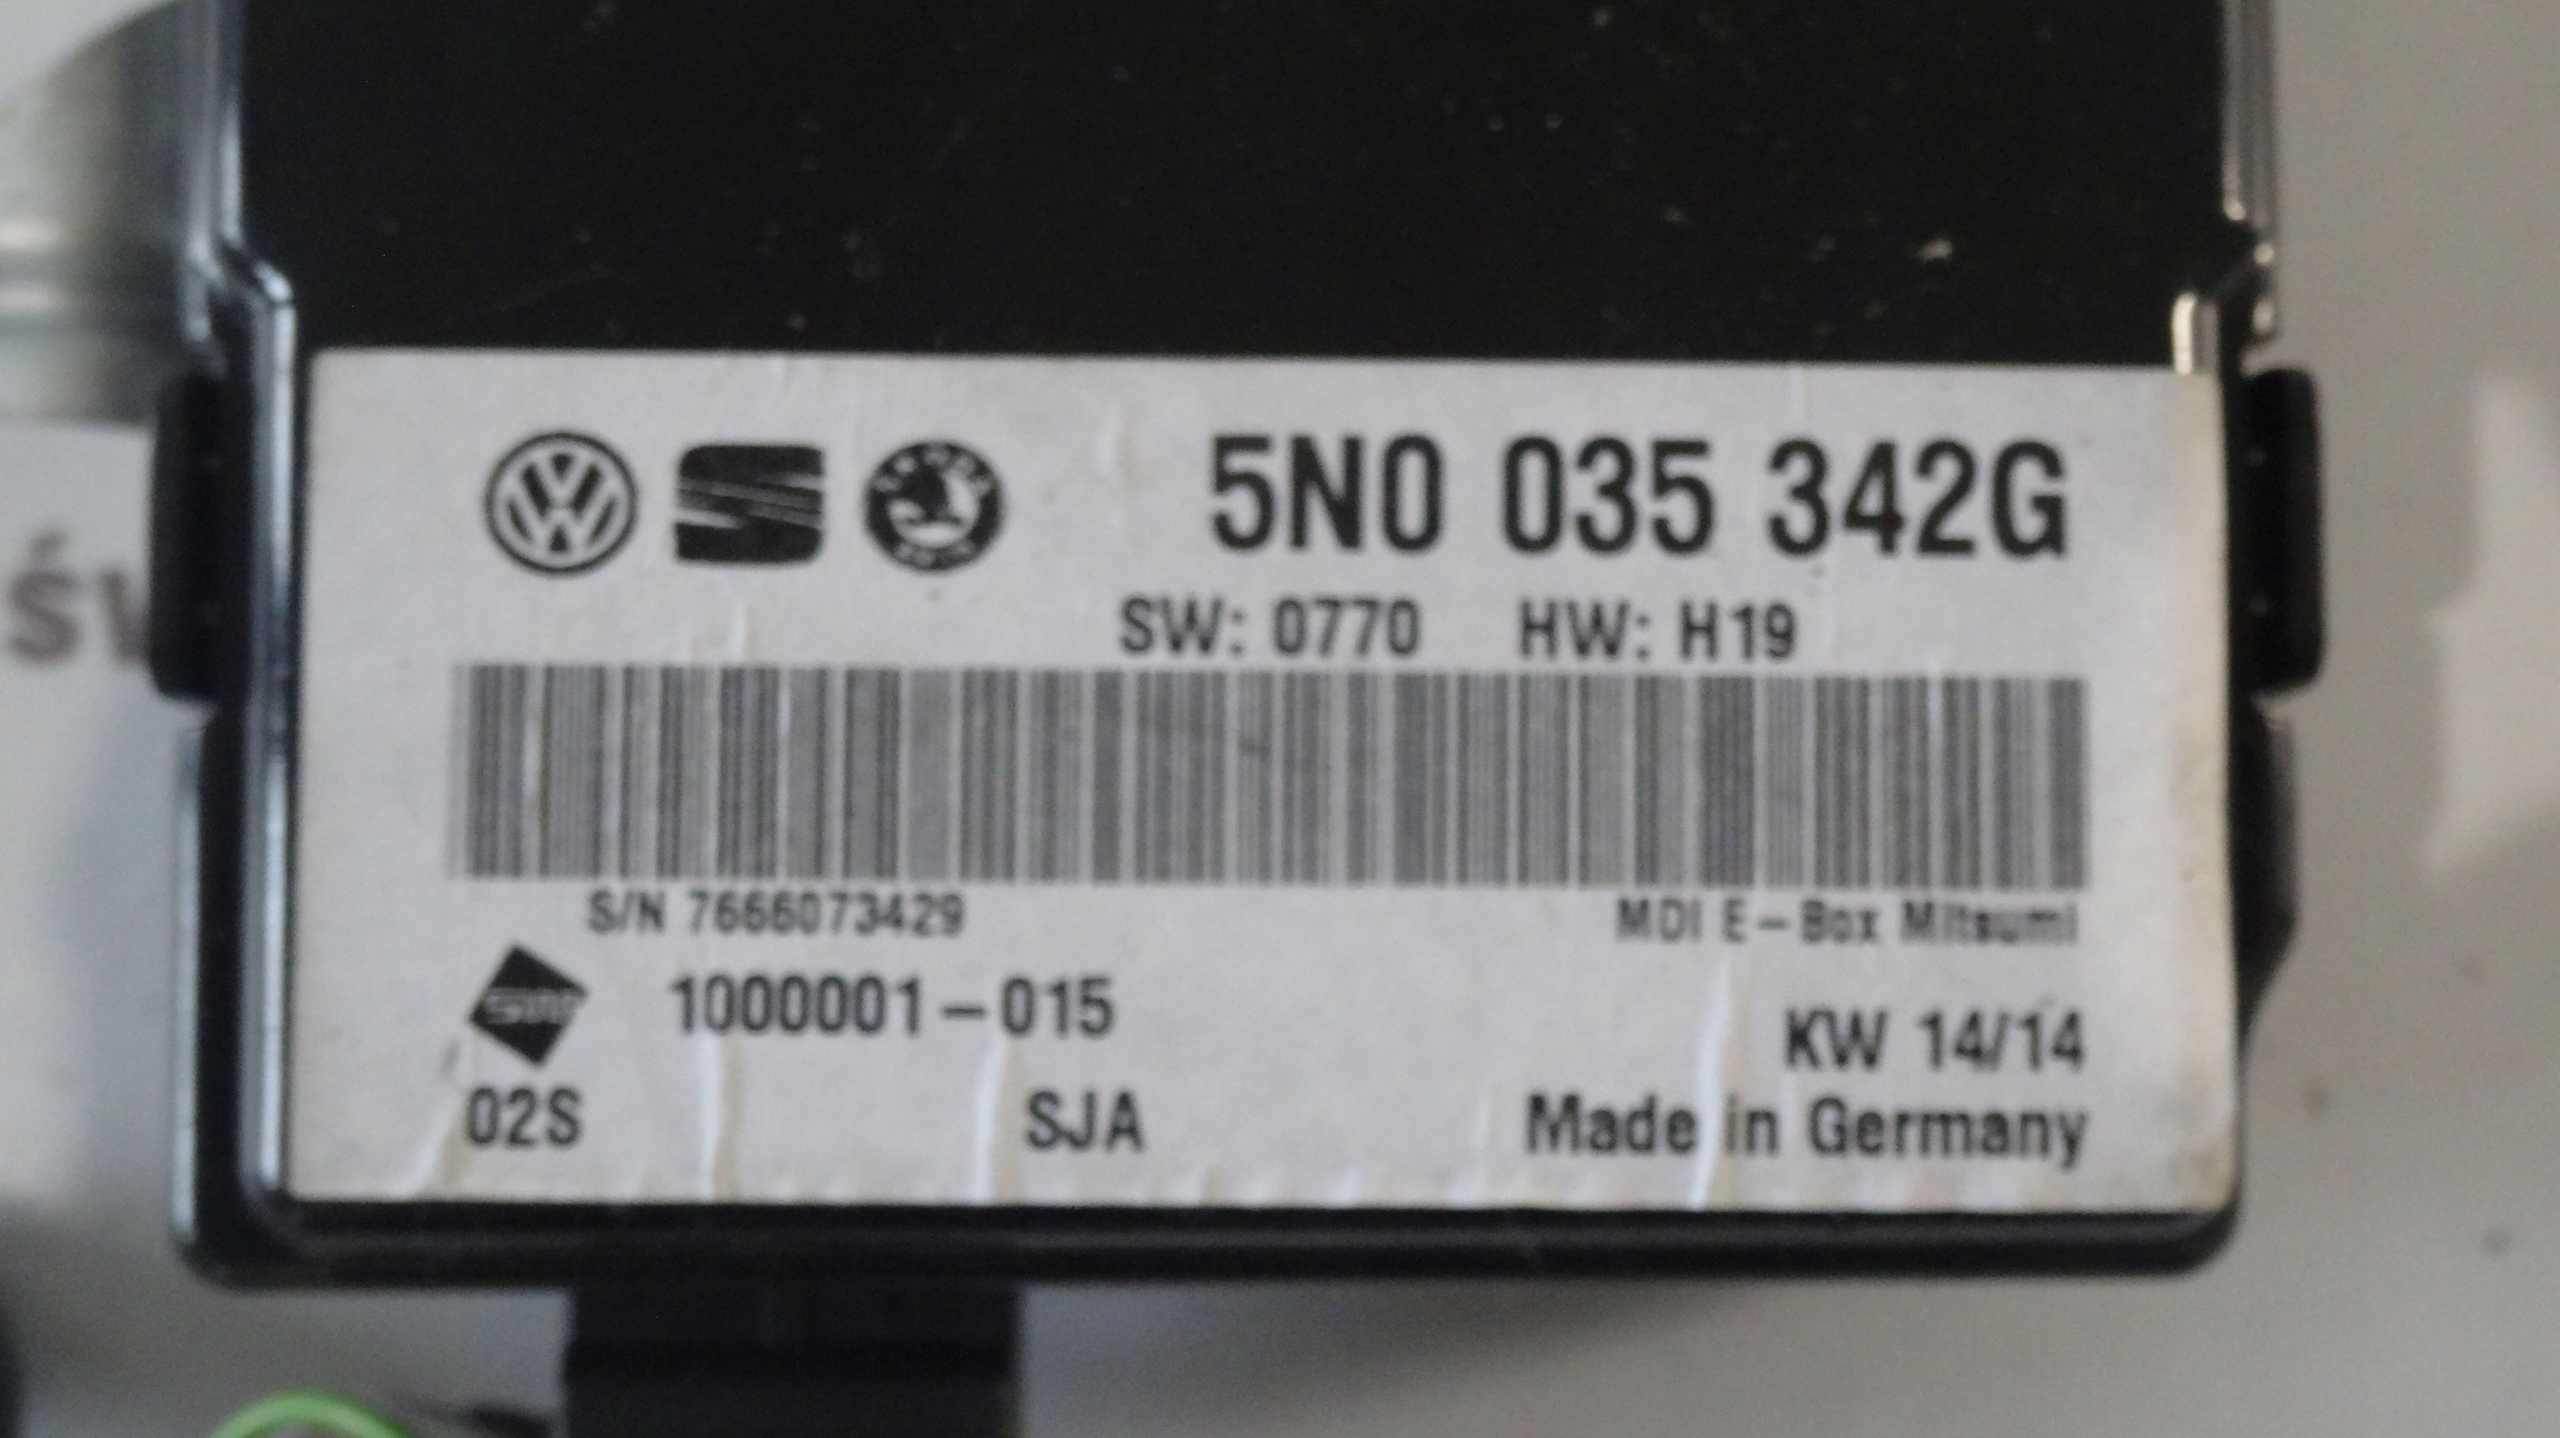 5N0 035 342G
SW: 0770 HW: H19
S/N 7666073429
MDI E-Box Mitsumi
1000001-015
KW 14/14
02S SJA Made in Germany